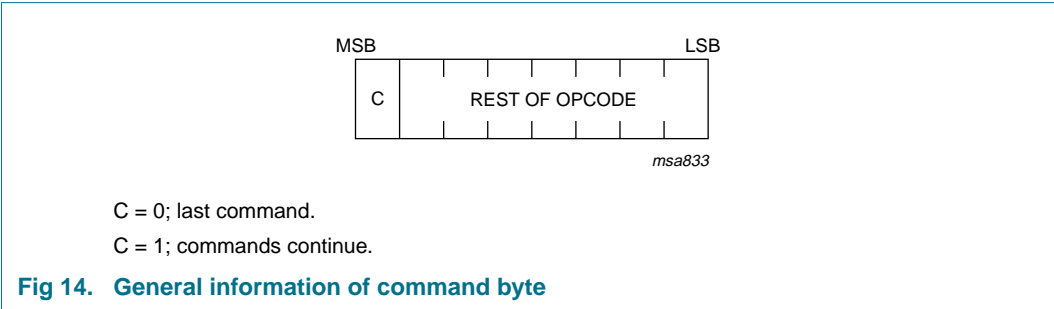 MSB LSB
C REST OF OPCODE
msa833
C = 0; last command.
C = 1; commands continue.
Fig 14. General information of command byte